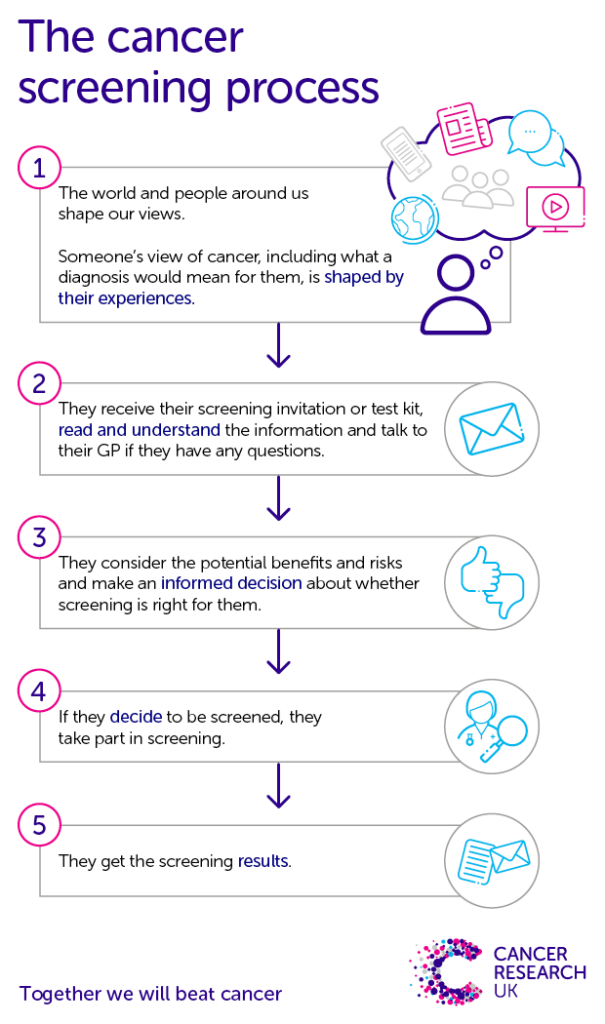 The cancer
screening process
1
The world and people around us
shape our views.
Someone’s view of cancer, including what a
diagnosis would mean for them, is shaped by
their experiences.
2
They receive their screening invitation or test kit,
read and understand the information and talk to
their GP if they have any questions.
3
They consider the potential benefits and risks
and make an informed decision about whether
screening is right for them.
4
If they decide to be screened, they
take part in screening.
5
They get the screening results.
Together we will beat cancer
CANCER
RESEARCH
UK